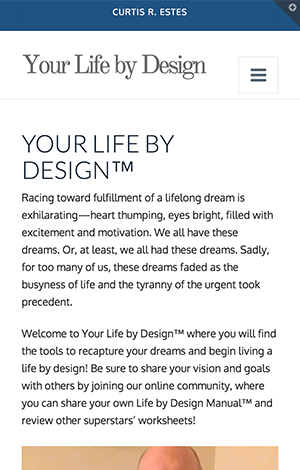 CURTIS R. ESTES
Your Life by Design
YOUR LIFE BY
DESIGN™
Racing toward fulfillment of a lifelong dream is
exhilarating—heart thumping, eyes bright, filled with
excitement and motivation. We all have these
dreams. Or, at least, we all had these dreams. Sadly,
for too many of us, these dreams faded as the
busyness of life and the tyranny of the urgent took
precedent.
Welcome to Your Life by Design™ where you will find
the tools to recapture your dreams and begin living a
life by design! Be sure to share your vision and goals
with others by joining our online community, where
you can share your own Life by Design Manual™ and
review other superstars’ worksheets!